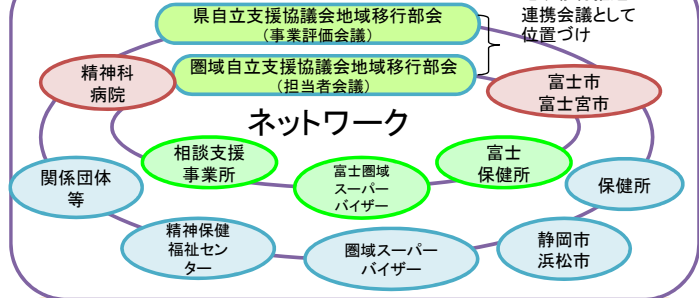 県自立支援協議会地域移行部会
（事業評価会議）
連携会議として
位置づけ
圏域自立支援協議会地域移行部会
（担当者会議）
精神科
病院
富士市
富士宮市
ネットワーク
相談支援
事業所
富士圏域
スーパー
バイザー
富士
保健所
関係団体
等
保健所
精神保健
福祉セン
ター
圏域スーパー
バイザー
静岡市
浜松市